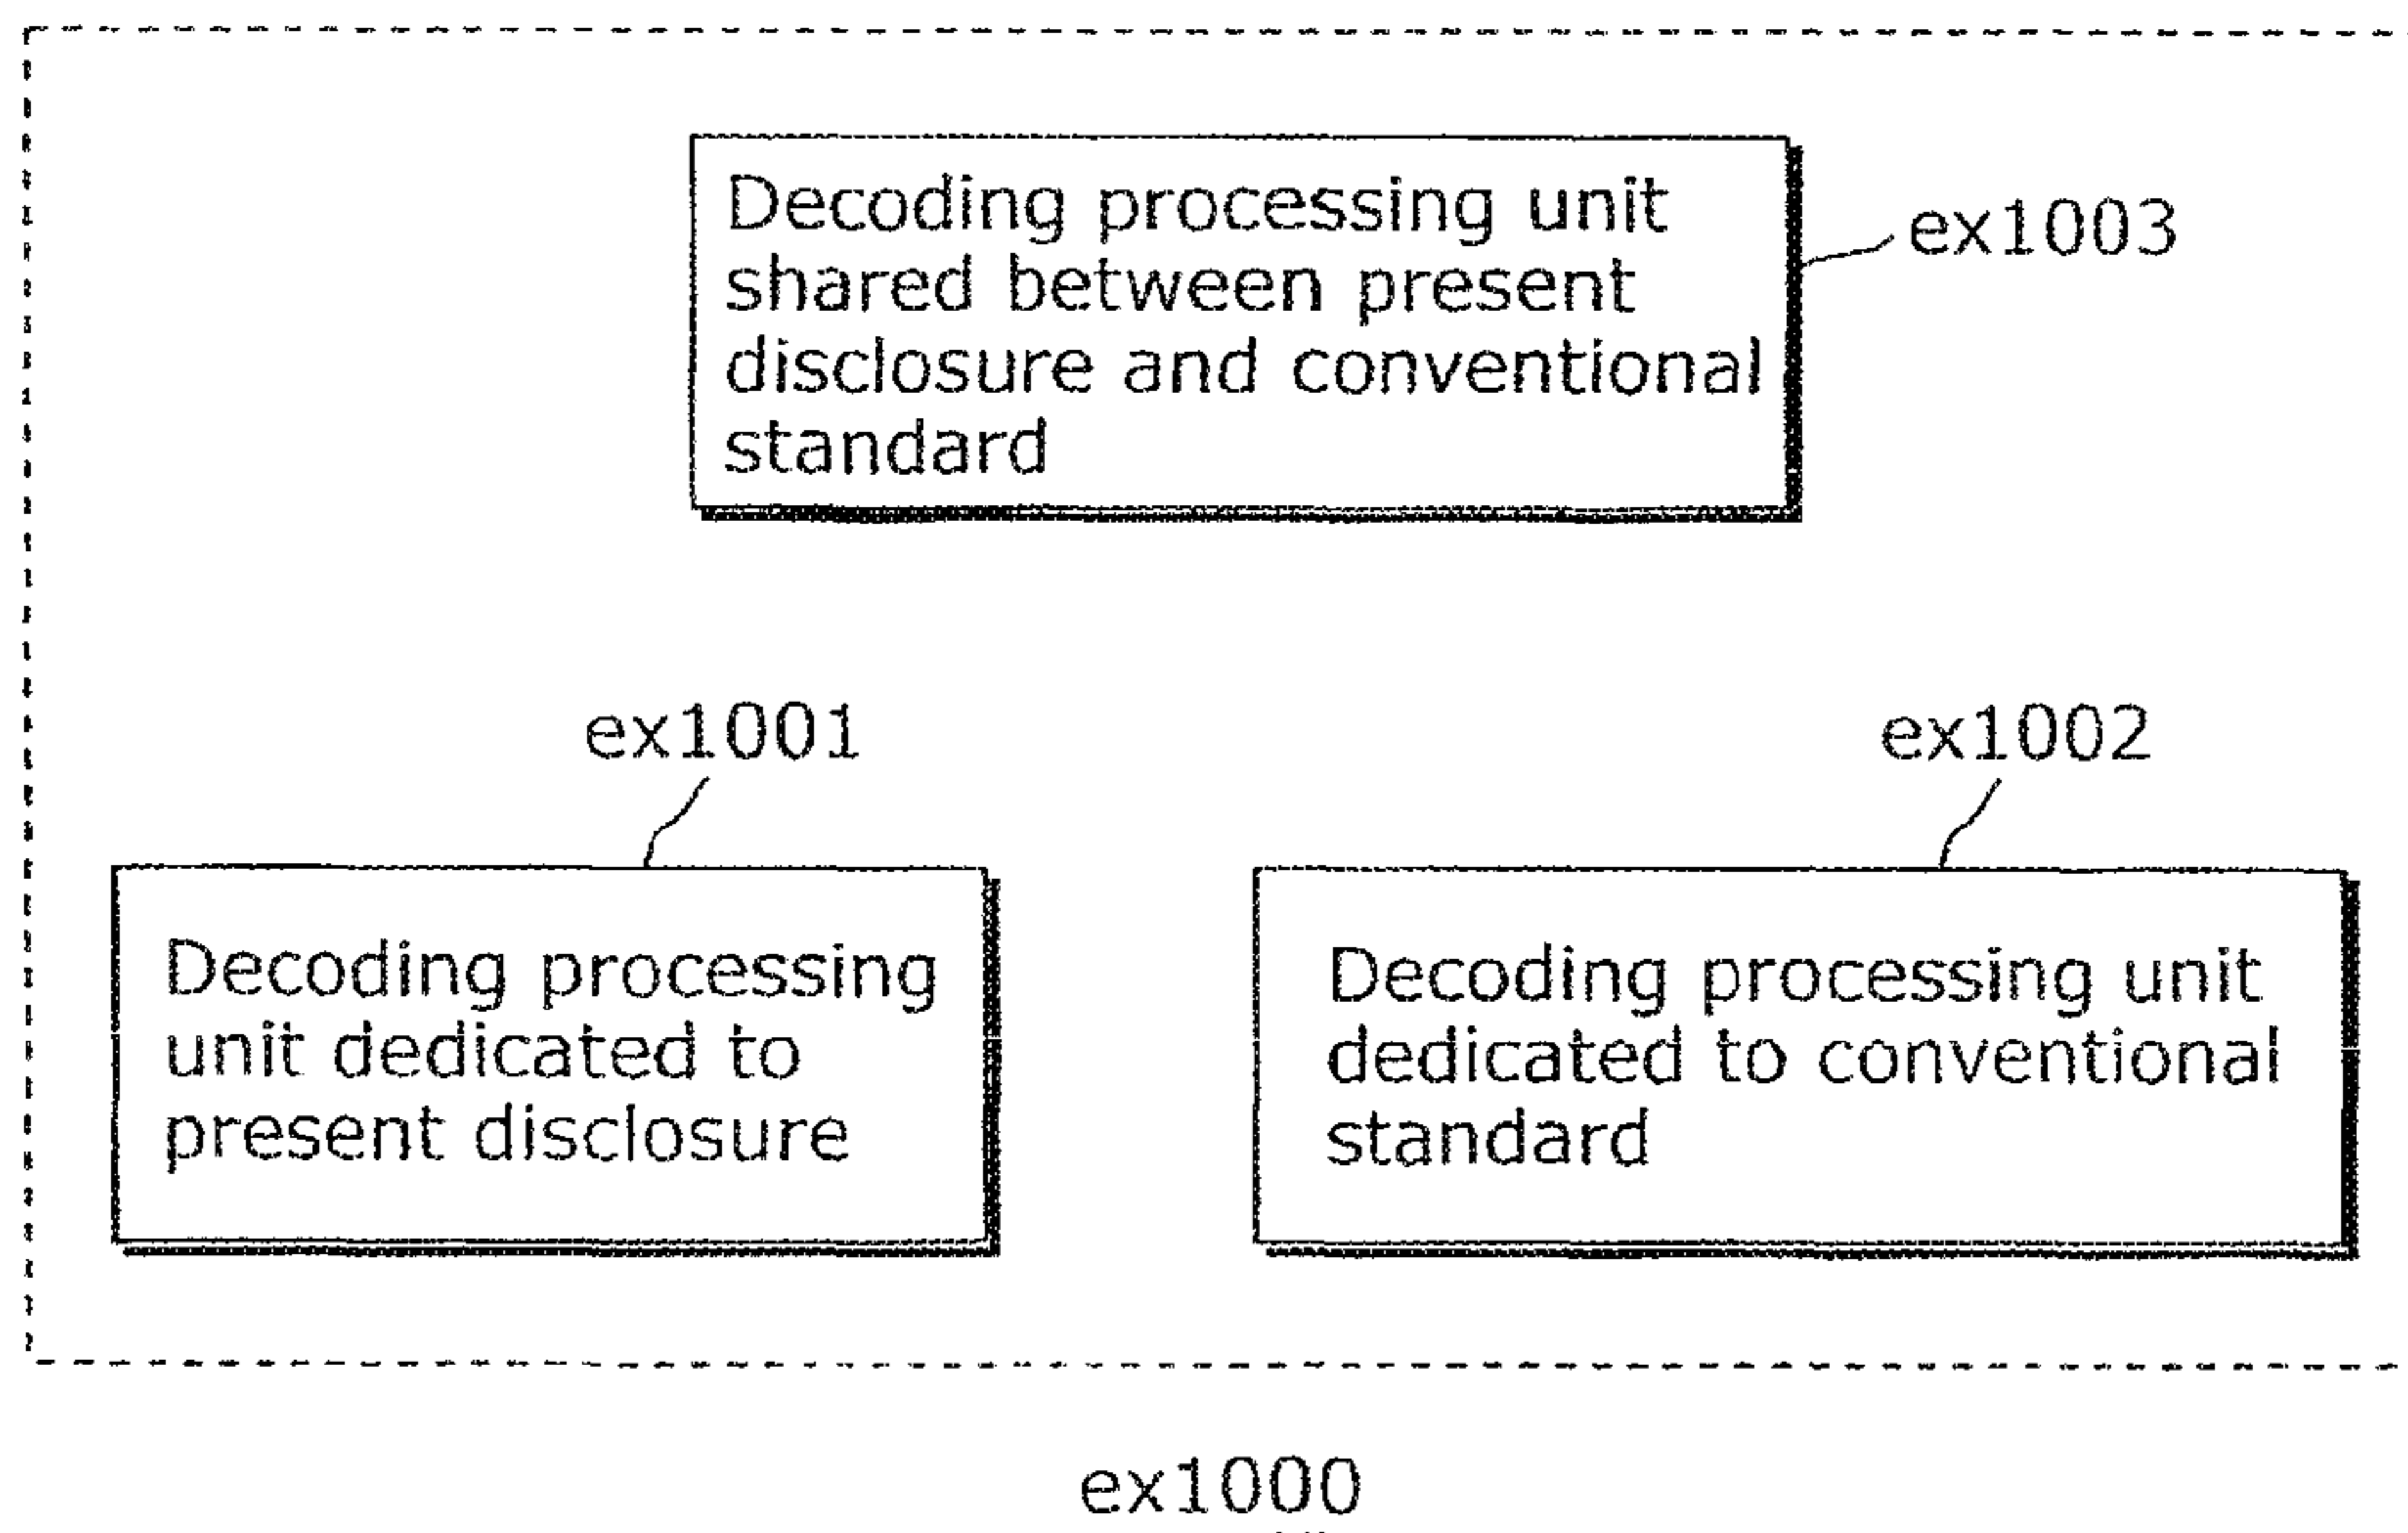 Decoding processing unit
shared between present
disclosure and conventional
standard
ex1003
ex1001
ex1002
Decoding processing
unit dedicated to
present disclosure
Decoding processing unit
dedicated to conventional
standard
ex1000